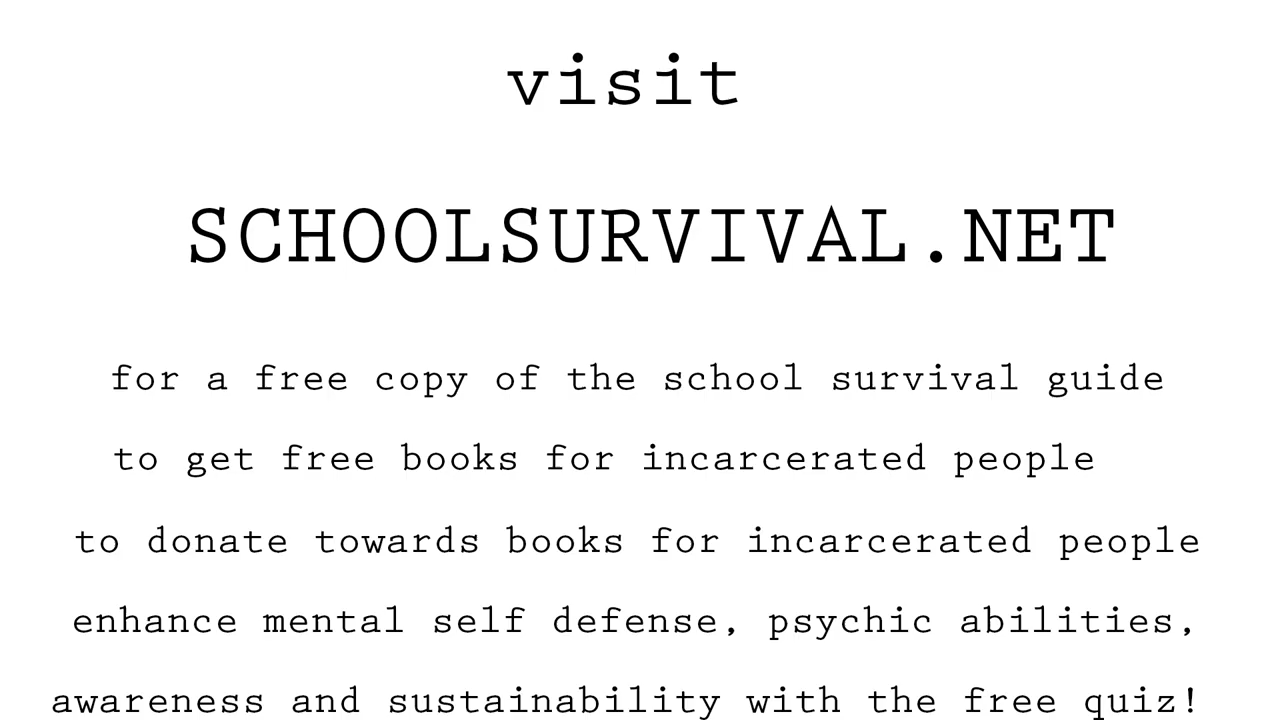 visit
SCHOOLSURVIVAL.NET
for a free copy of the school survival guide
to get free books for incarcerated people
to donate towards books for incarcerated people
enhance mental self defense, psychic abilities,
awareness and sustainability with the free quiz!